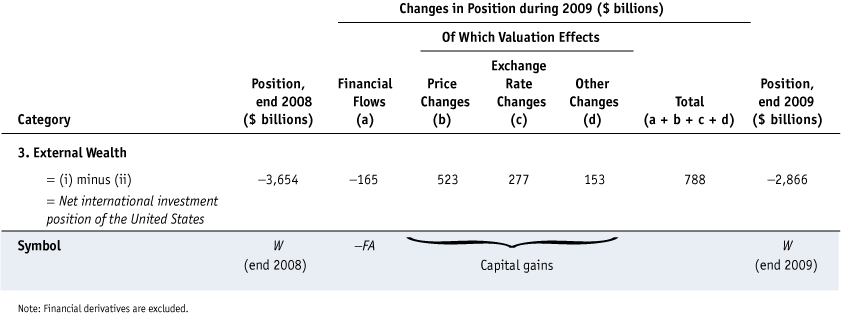 Changes in Position during 2009 ($ billions)
Of Which Valuation Effects
Category
Position,
end 2008
($ billions)
Financial
Flows
(a)
Price
Changes
(b)
Exchange
Rate
Changes
(c)
Other
Changes
(d)
Total
(a + b + c + d)
Position,
end 2009
($ billions)
3. External Wealth
= (i) minus (ii) –3,654 –165 523 277 153 788 –2,866
= Net international investment
position of the United States
Symbol W –FA W
(end 2008) Capital gains (end 2009)
Note: Financial derivatives are excluded.